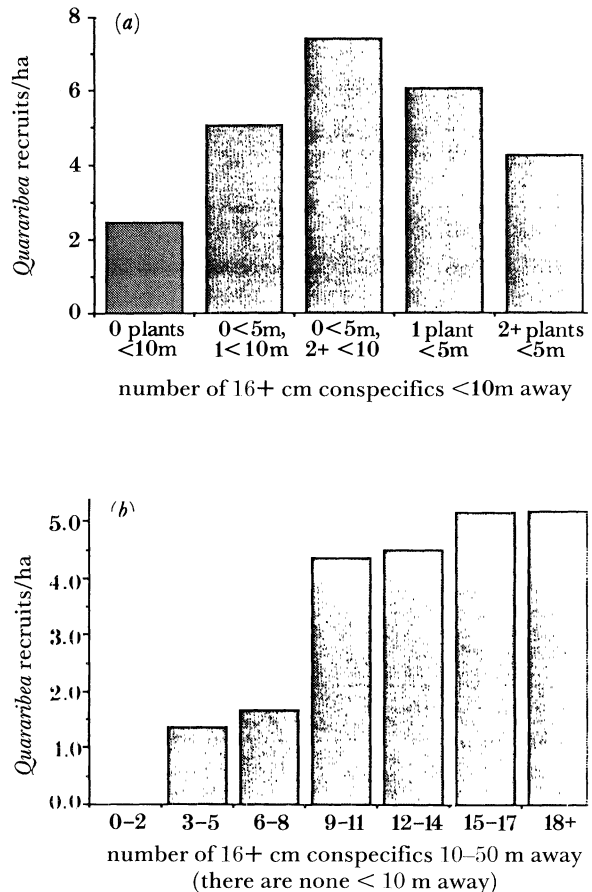 (a)
8
6
4
2
0
Quararibea recruits/ha
0 plants <10m
0<5m, 1<10m
0<5m, 2+ <10
1 plant <5m
2+ plants <5m
number of 16+ cm conspecifics <10m away
(b)
5.0
4.0
3.0
2.0
1.0
0.0
Quararibea recruits/ha
0–2 3–5 6–8 9–11 12–14 15–17 18+
number of 16+ cm conspecifics 10–50 m away
(there are none < 10 m away)